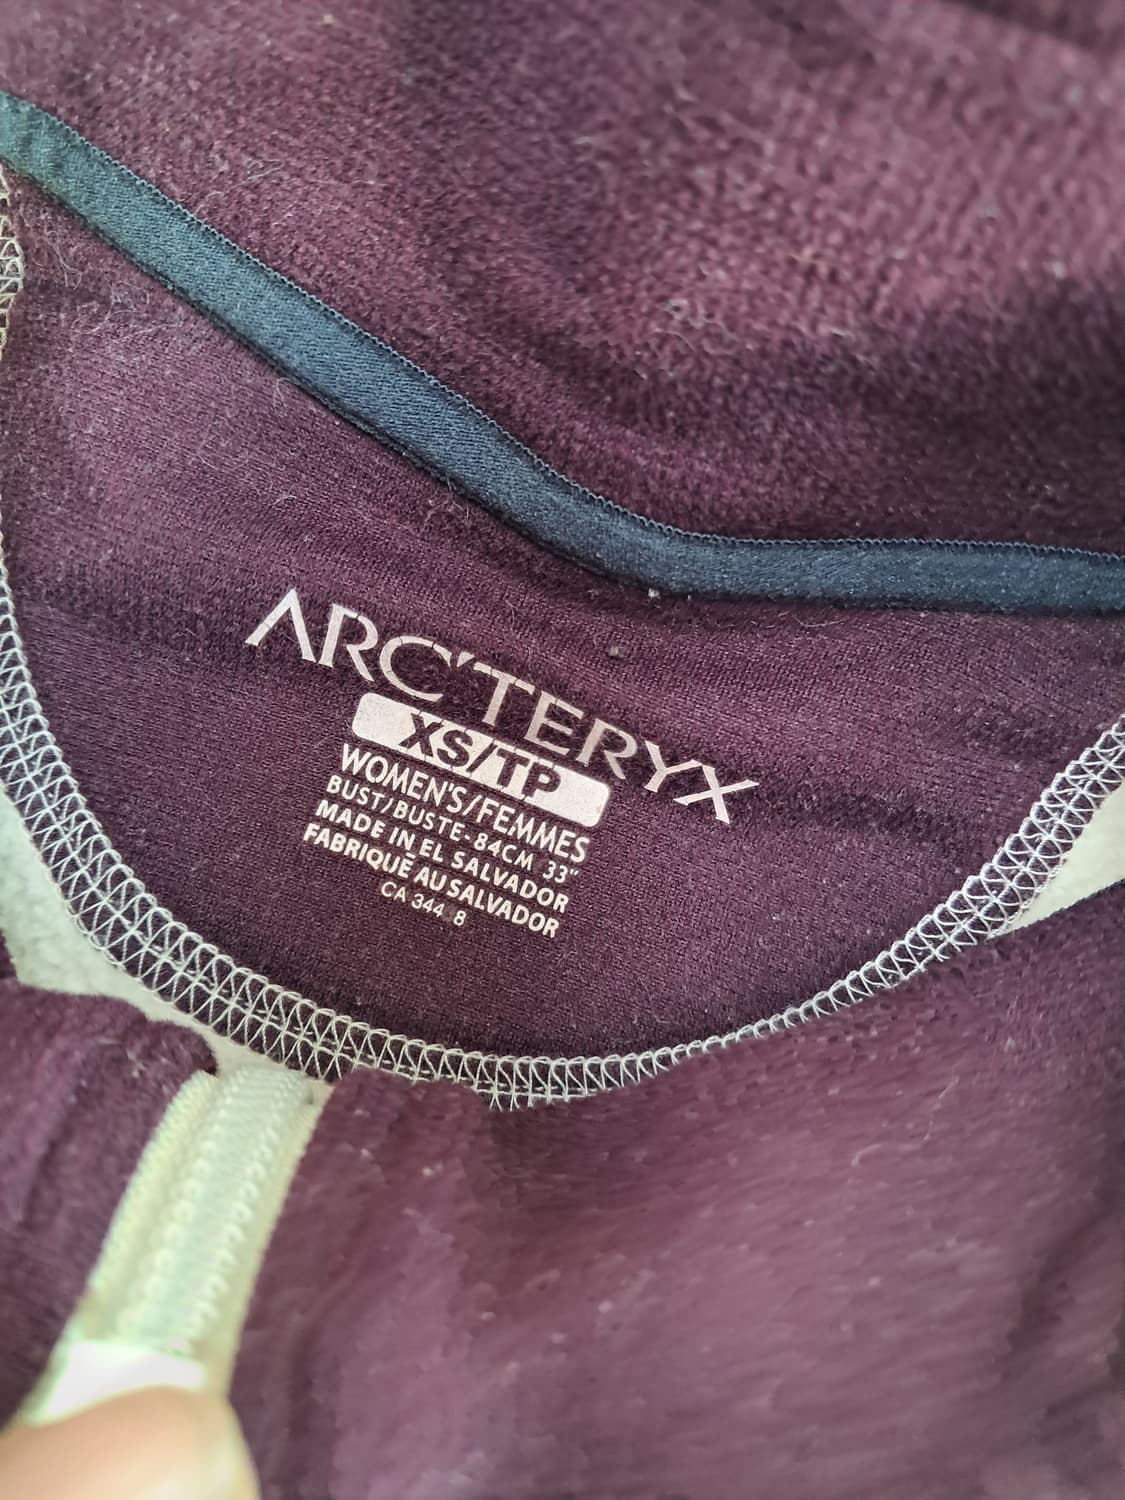 ARC'TERYX
XS/TP
WOMEN'S/FEMMES
BUST/BUSTE-84CM 33"
MADE IN EL SALVADOR
FABRIQUÉ AU SALVADOR
CA 344 8